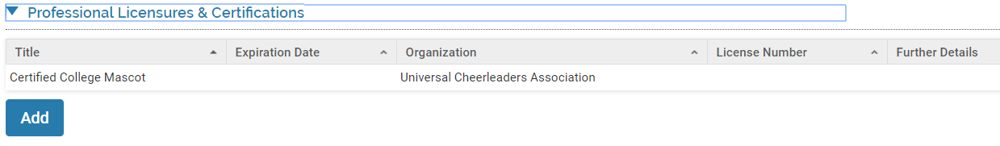 Professional Licensures & Certifications
Title Expiration Date Organization License Number Further Details
Certified College Mascot Universal Cheerleaders Association
Add